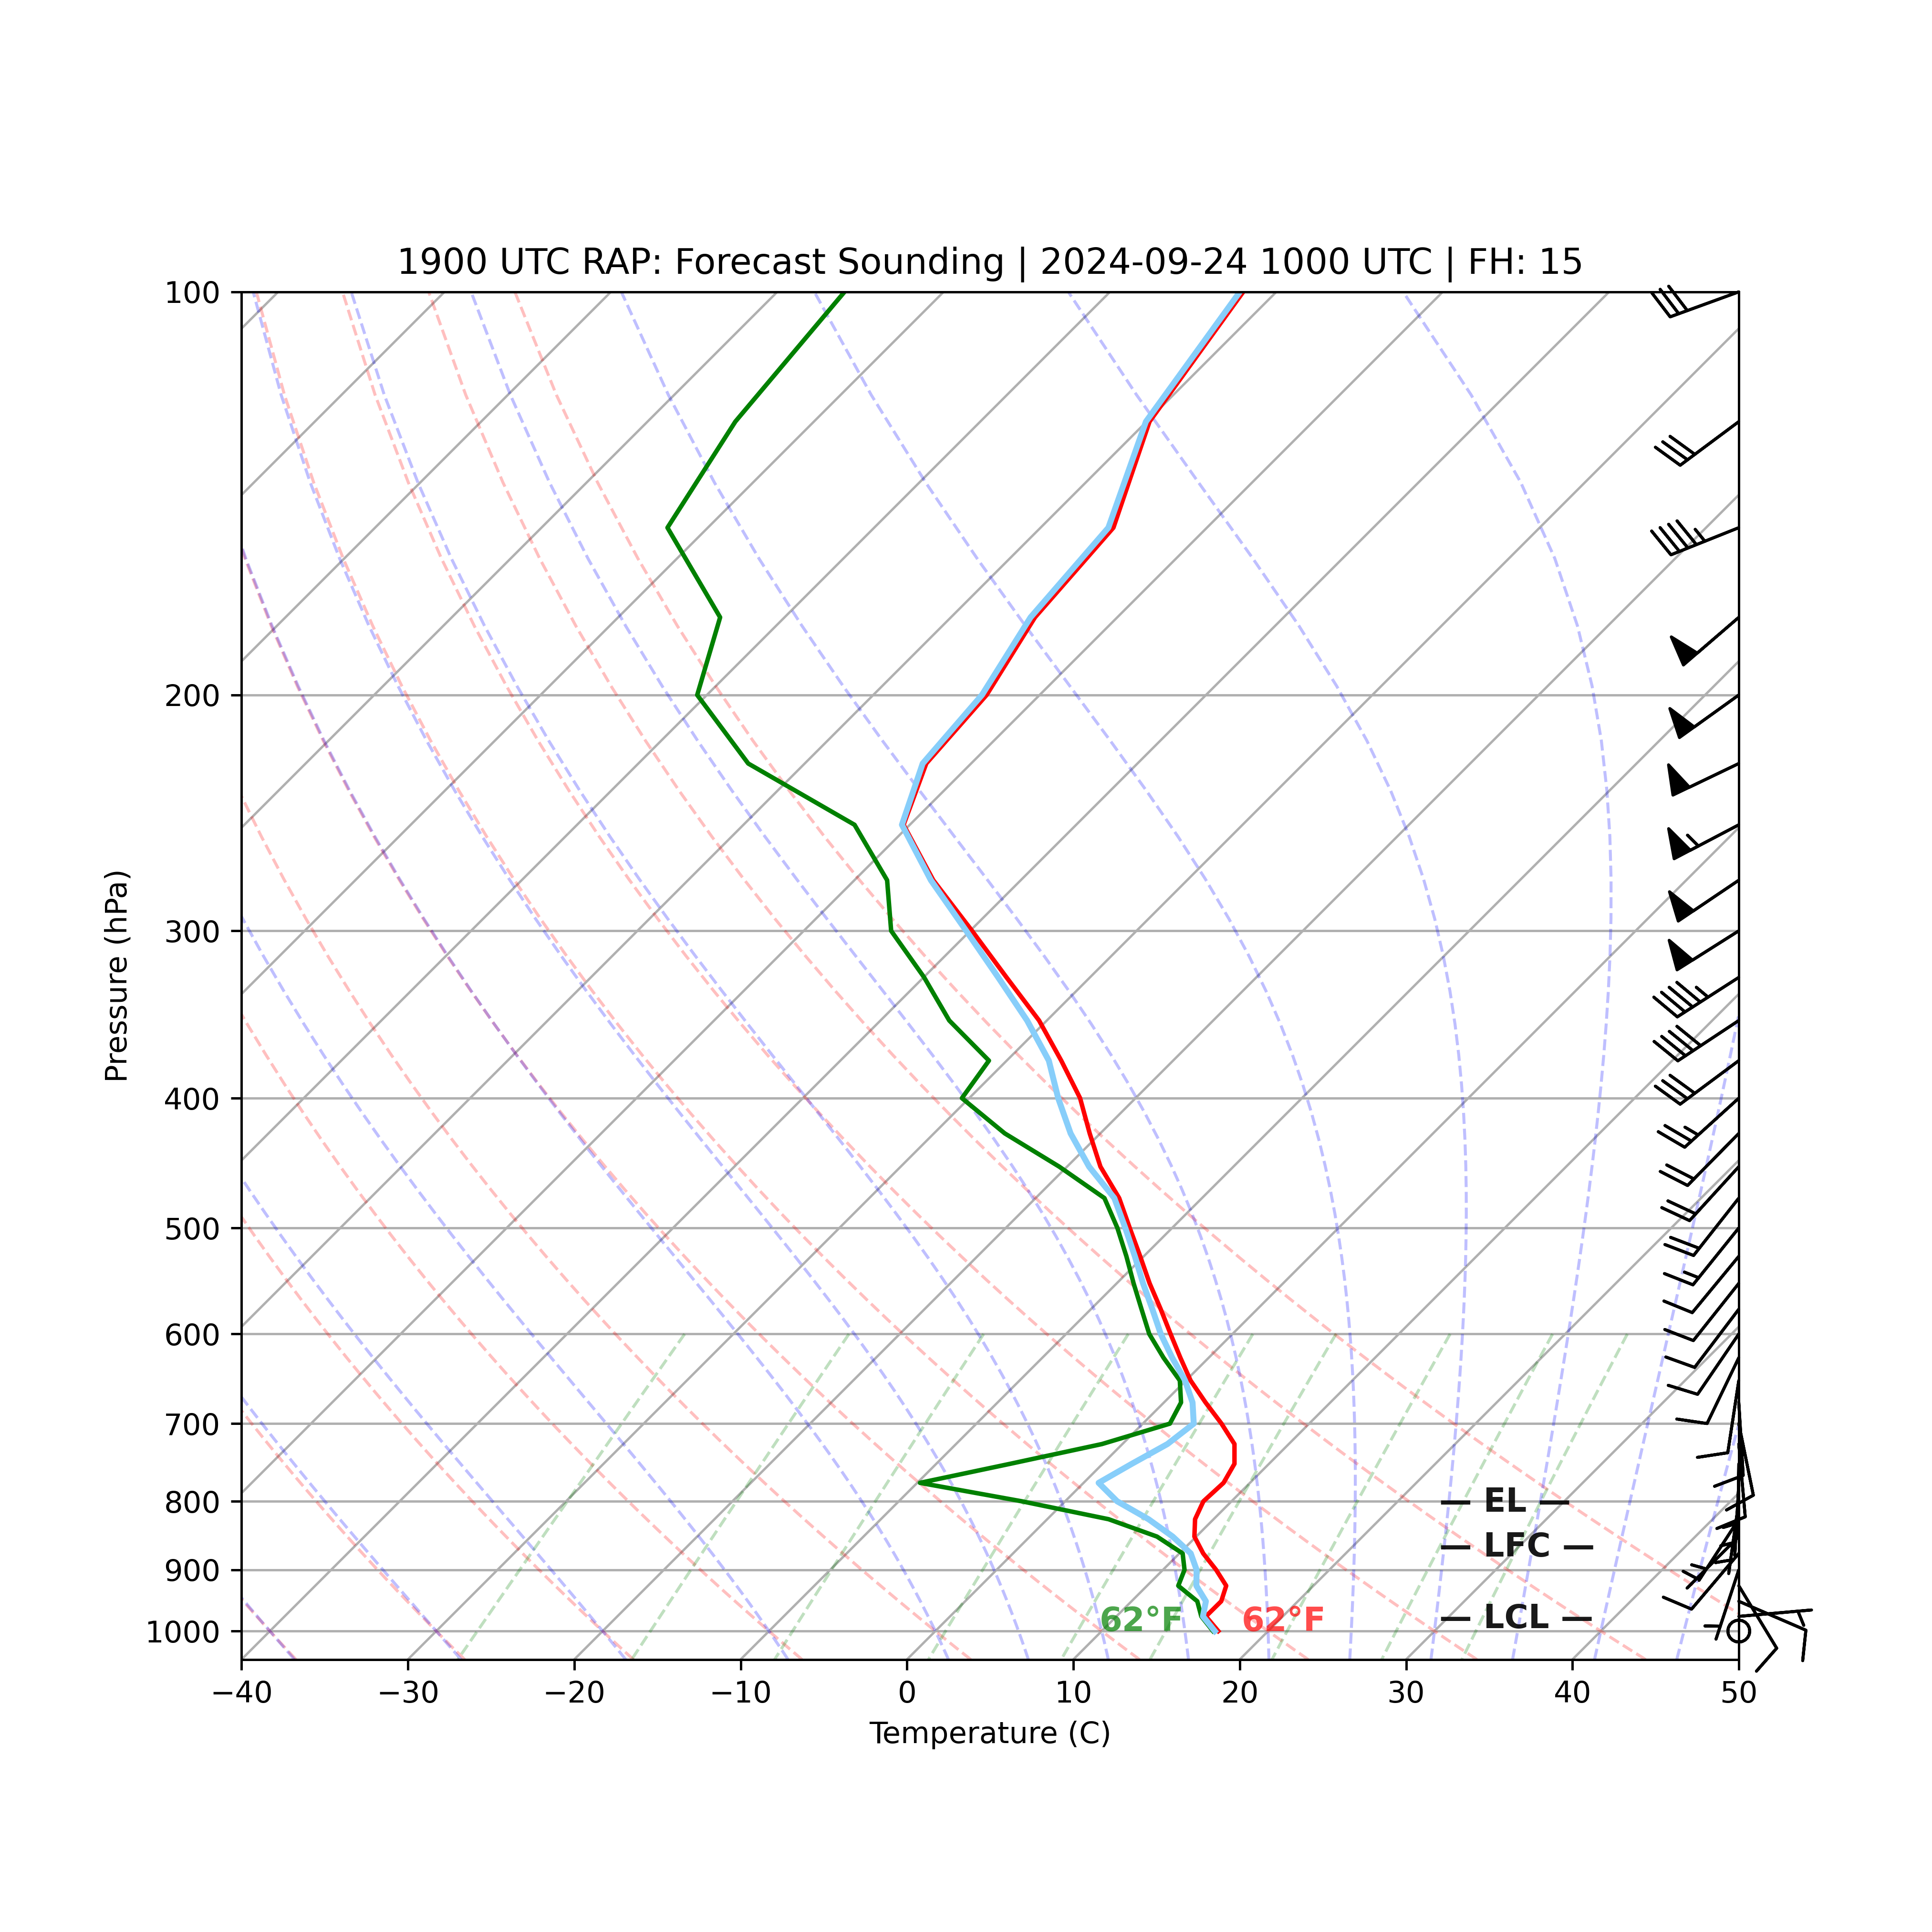 1900 UTC RAP: Forecast Sounding | 2024-09-24 1000 UTC | FH: 15
100
200
300
400
500
600
700
800
900
1000
Pressure (hPa)
— EL —
— LFC —
— LCL —
62°F 62°F
−40 −30 −20 −10 0 10 20 30 40 50
Temperature (C)